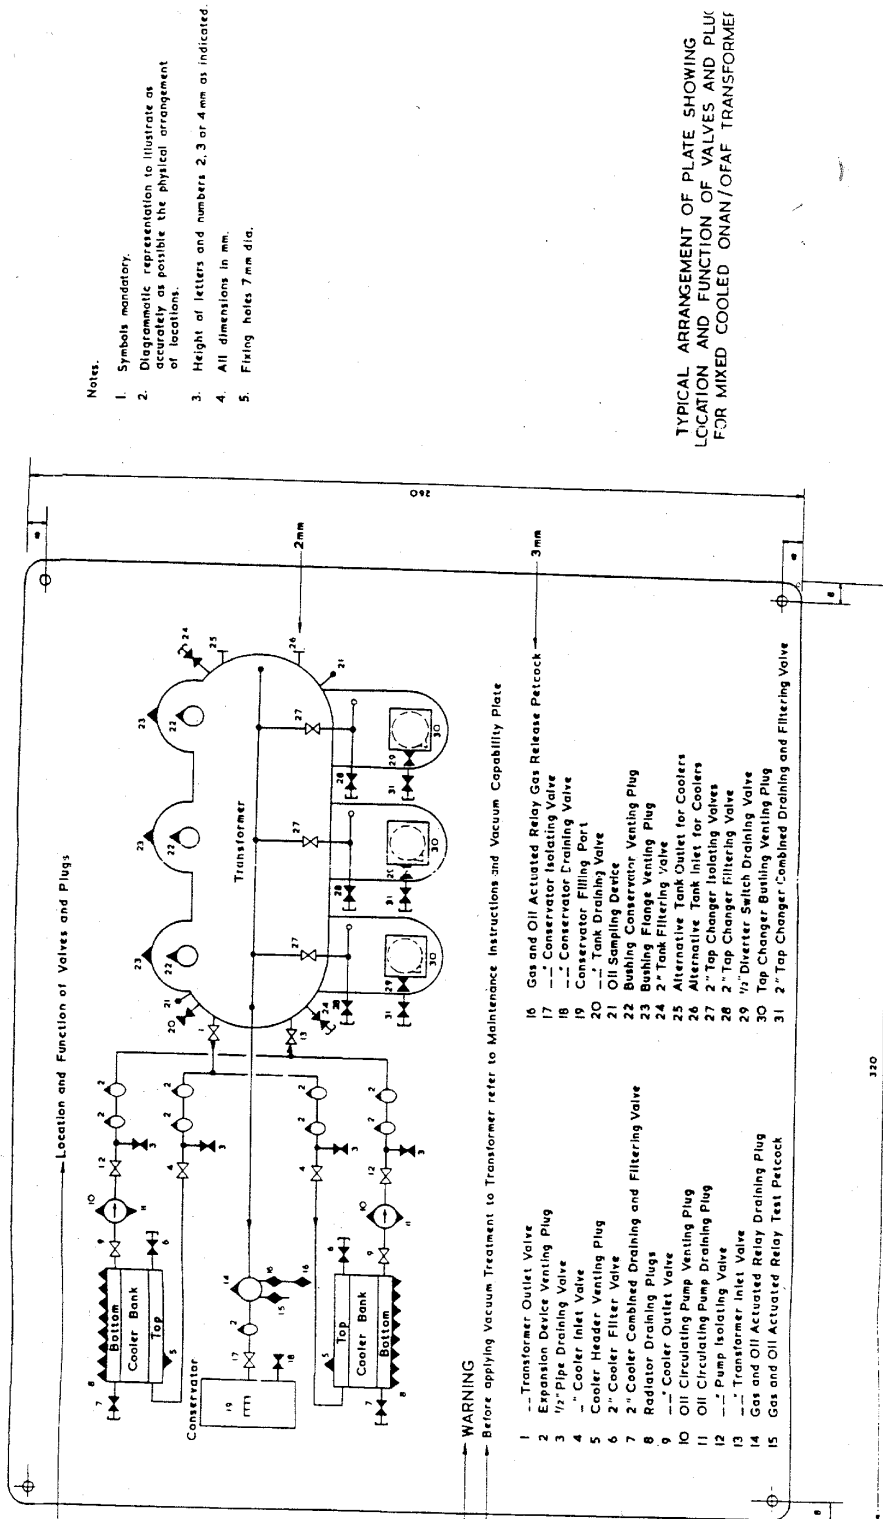 Location and Function of Valves and Plugs
Conservator
Bottom
Cooler Bank
Top
Top
Cooler Bank
Bottom
Transformer
2mm
3mm
260
320
8
8
WARNING
Before applying Vacuum Treatment to Transformer refer to Maintenance Instructions and Vacuum Capability Plate
1 --Transformer Outlet Valve
2 Expansion Device Venting Plug
3 1/2" Pipe Draining Valve
4 --" Cooler Inlet Valve
5 Cooler Header Venting Plug
6 2" Cooler Filter Valve
7 2" Cooler Combined Draining and Filtering Valve
8 Radiator Draining Plugs
9 --" Cooler Outlet Valve
10 Oil Circulating Pump Venting Plug
11 Oil Circulating Pump Draining Plug
12 --" Pump Isolating Valve
13 --" Transformer Inlet Valve
14 Gas and Oil Actuated Relay Draining Plug
15 Gas and Oil Actuated Relay Test Petcock
16 Gas and Oil Actuated Relay Gas Release Petcock
17 --" Conservator Isolating Valve
18 --" Conservator Draining Valve
19 Conservator Filling Port
20 --" Tank Draining Valve
21 Oil Sampling Device
22 Bushing Conservator Venting Plug
23 Bushing Flange Venting Plug
24 2" Tank Filtering Valve
25 Alternative Tank Outlet for Coolers
26 Alternative Tank Inlet for Coolers
27 2" Tap Changer Isolating Valves
28 2" Tap Changer Filtering Valve
29 1/2" Diverter Switch Draining Valve
30 Tap Changer Bushing Venting Plug
31 2" Tap Changer Combined Draining and Filtering Valve
Notes.
1. Symbols mandatory.
2. Diagrammatic representation to illustrate as
accurately as possible the physical arrangement
of locations.
3. Height of letters and numbers 2, 3 or 4mm as indicated.
4. All dimensions in mm.
5. Fixing holes 7mm dia.
TYPICAL ARRANGEMENT OF PLATE SHOWING
LOCATION AND FUNCTION OF VALVES AND PLUG
FOR MIXED COOLED ONAN/OFAF TRANSFORMER